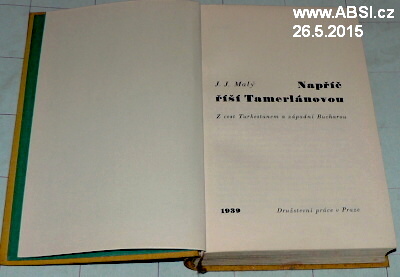 www.ABSI.cz
26.5.2015
J. J. Malý Napříč
říší Tamerlánovou
Z cest Turkestanem a západní Bucharou
1939 Družstevní práce v Praze